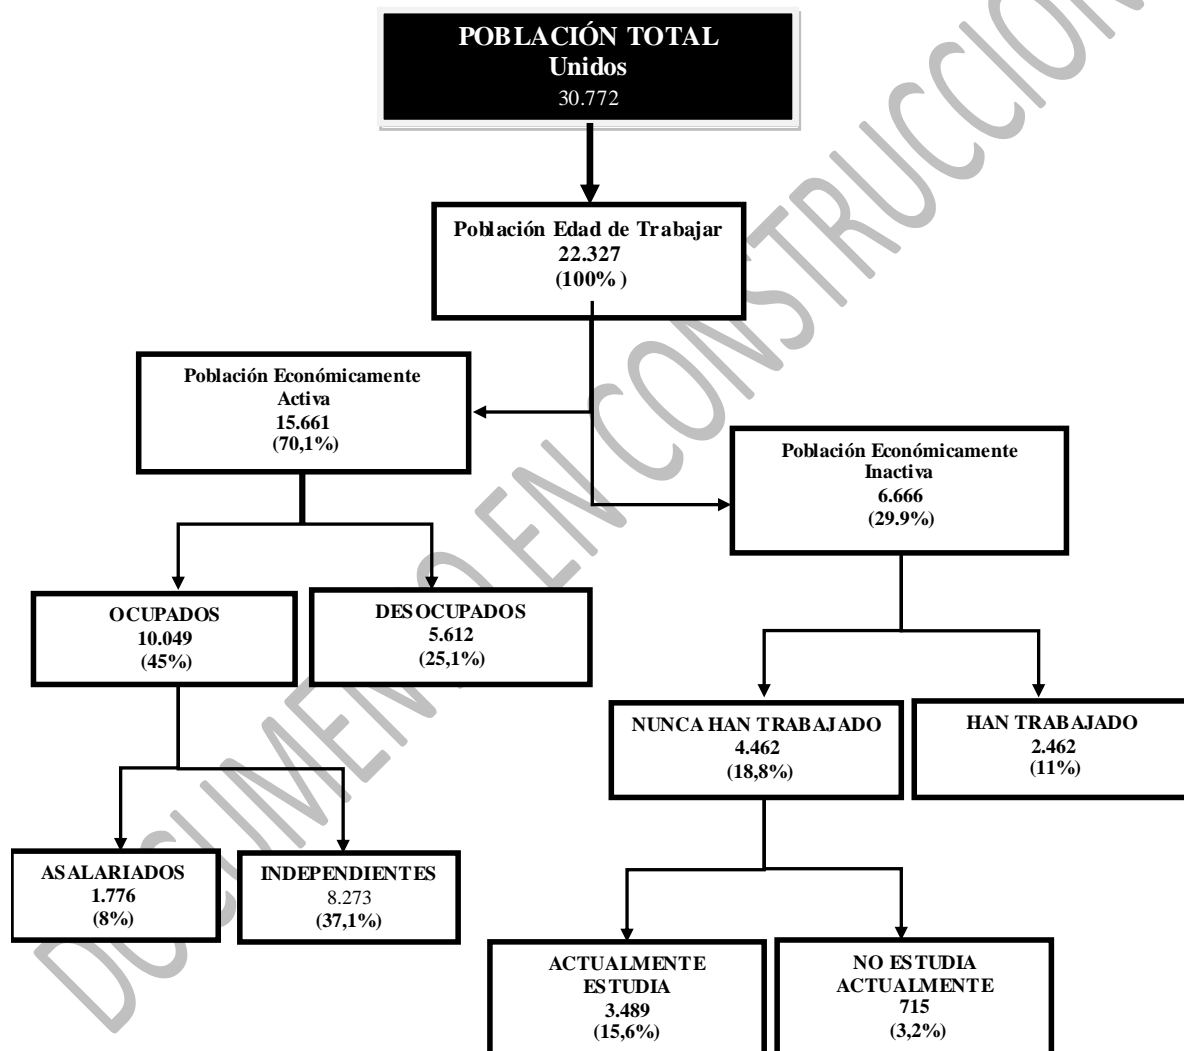 POBLACIÓN TOTAL
Unidos
30.772
Población Edad de Trabajar
22.327
(100% )
Población Económicamente
Activa
15.661
(70,1%)
Población Económicamente
Inactiva
6.666
(29.9%)
OCUPADOS
10.049
(45%)
DESOCUPADOS
5.612
(25,1%)
NUNCA HAN TRABAJADO
4.462
(18,8%)
HAN TRABAJADO
2.462
(11%)
ASALARIADOS
1.776
(8%)
INDEPENDIENTES
8.273
(37,1%)
ACTUALMENTE
ESTUDIA
3.489
(15,6%)
NO ESTUDIA
ACTUALMENTE
715
(3,2%)
DOCUMENTO EN CONSTRUCCION